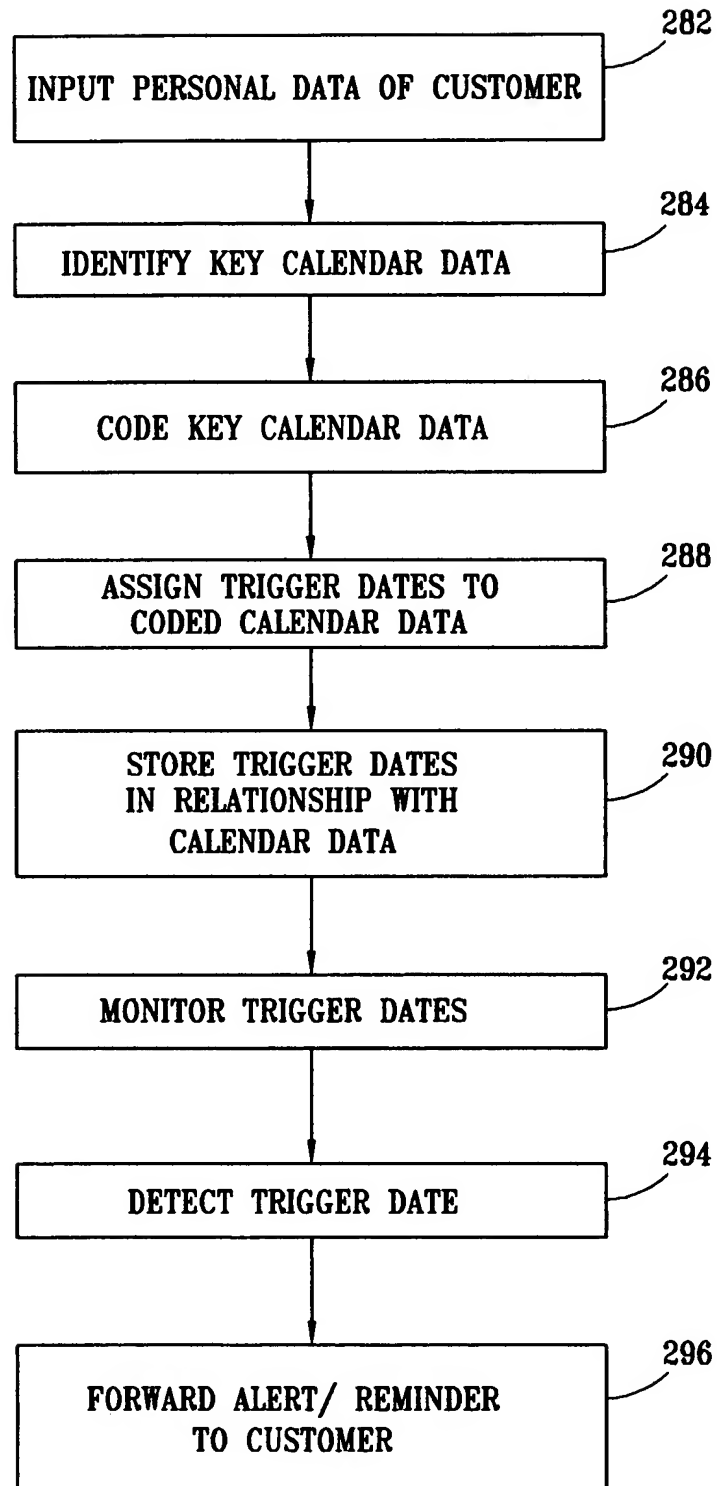 282
INPUT PERSONAL DATA OF CUSTOMER
284
IDENTIFY KEY CALENDAR DATA
286
CODE KEY CALENDAR DATA
288
ASSIGN TRIGGER DATES TO
CODED CALENDAR DATA
290
STORE TRIGGER DATES
IN RELATIONSHIP WITH
CALENDAR DATA
292
MONITOR TRIGGER DATES
294
DETECT TRIGGER DATE
296
FORWARD ALERT/ REMINDER
TO CUSTOMER